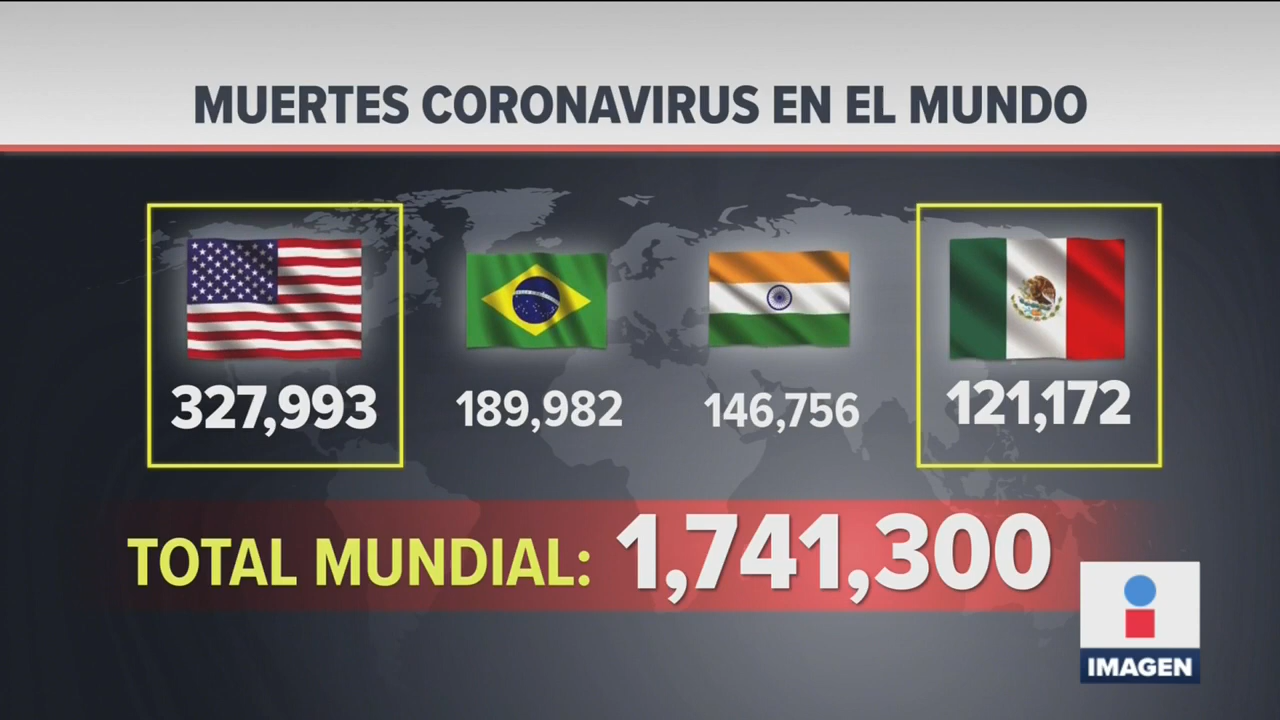 MUERTES CORONAVIRUS EN EL MUNDO
327,993
189,982
146,756
121,172
TOTAL MUNDIAL: 1,741,300
IMAGEN